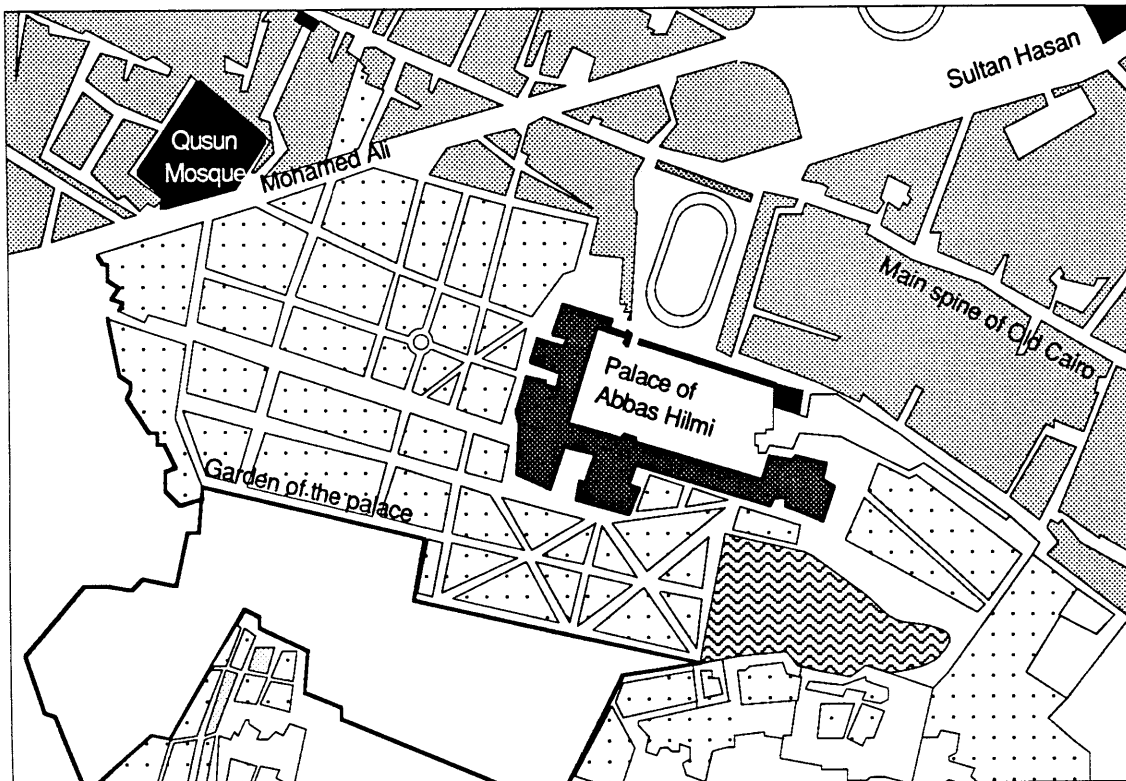 Sultan Hasan
Qusun
Mosque
Mohamed Ali
Main spine of Old Cairo
Palace of
Abbas Hilmi
Garden of the palace